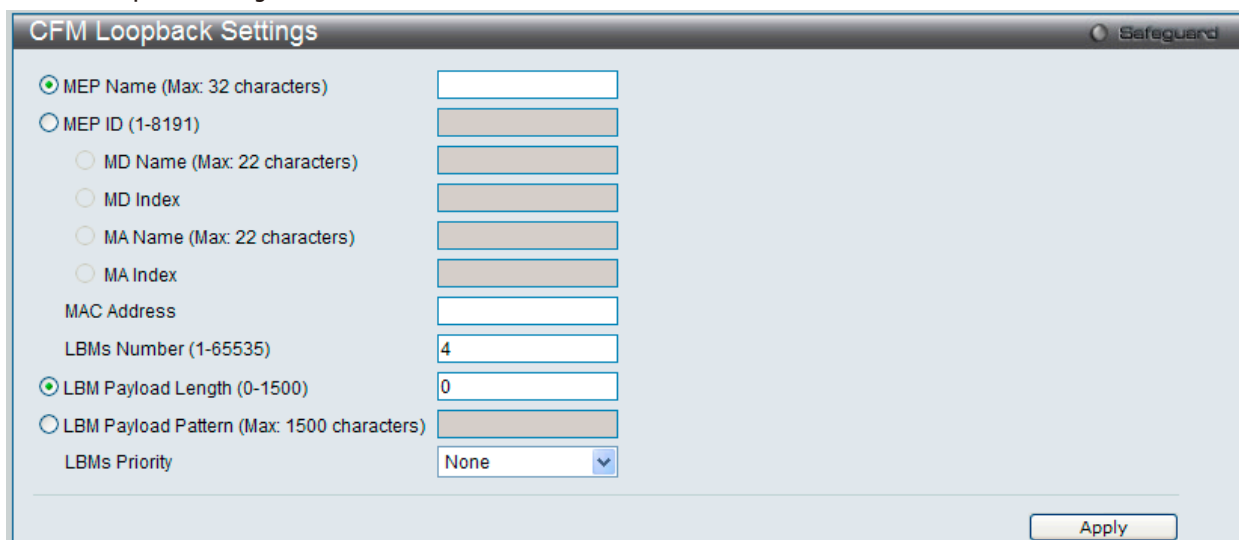 CFM Loopback Settings
Safeguard
MEP Name (Max: 32 characters)
MEP ID (1-8191)
MD Name (Max: 22 characters)
MD Index
MA Name (Max: 22 characters)
MA Index
MAC Address
LBMs Number (1-65535) 4
LBM Payload Length (0-1500) 0
LBM Payload Pattern (Max: 1500 characters)
LBMs Priority None
Apply